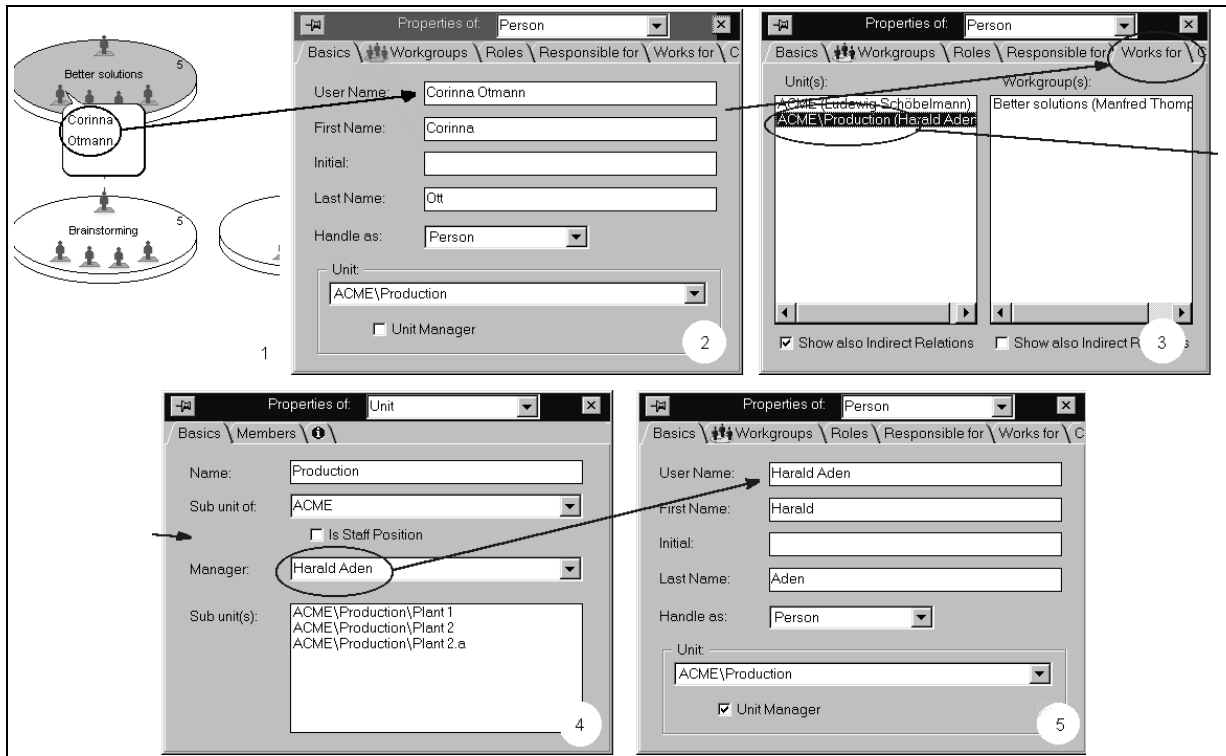 5
Better solutions
Corinna
Otmann
5
Brainstorming
1
Properties of: Person
Basics Workgroups Roles Responsible for Works for C
User Name: Corinna Otmann
First Name: Corinna
Initial:
Last Name: Ott
Handle as: Person
Unit:
ACME\Production
Unit Manager
2
Properties of: Person
Basics Workgroups Roles Responsible for Works for C
Unit(s): Workgroup(s):
ACME (Ludewig Schöbelmann) Better solutions (Manfred Thomp
ACME\Production (Harald Aden
Show also Indirect Relations Show also Indirect R s
3
Properties of: Unit
Basics Members
Name: Production
Sub unit of: ACME
Is Staff Position
Manager: Harald Aden
Sub unit(s): ACME\Production\Plant 1
ACME\Production\Plant 2
ACME\Production\Plant 2.a
4
Properties of: Person
Basics Workgroups Roles Responsible for Works for C
User Name: Harald Aden
First Name: Harald
Initial:
Last Name: Aden
Handle as: Person
Unit:
ACME\Production
Unit Manager
5